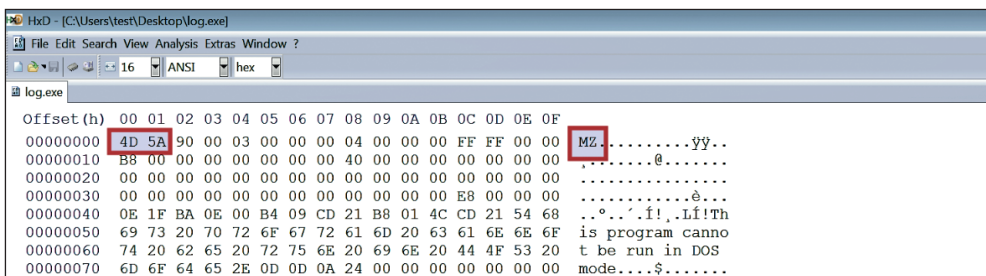 HxD - [C:\Users\test\Desktop\log.exe]
File Edit Search View Analysis Extras Window ?
16 ANSI hex
log.exe
Offset(h) 00 01 02 03 04 05 06 07 08 09 0A 0B 0C 0D 0E 0F
00000000 4D 5A 90 00 03 00 00 00 04 00 00 00 FF FF 00 00 MZ..........ÿÿ..
00000010 B8 00 00 00 00 00 00 00 40 00 00 00 00 00 00 00 ¸.......@.......
00000020 00 00 00 00 00 00 00 00 00 00 00 00 00 00 00 00 ................
00000030 00 00 00 00 00 00 00 00 00 00 00 00 E8 00 00 00 ............è...
00000040 0E 1F BA 0E 00 B4 09 CD 21 B8 01 4C CD 21 54 68 ..º..´.Í!¸.LÍ!Th
00000050 69 73 20 70 72 6F 67 72 61 6D 20 63 61 6E 6E 6F is program canno
00000060 74 20 62 65 20 72 75 6E 20 69 6E 20 44 4F 53 20 t be run in DOS
00000070 6D 6F 64 65 2E 0D 0D 0A 24 00 00 00 00 00 00 00 mode....$.......